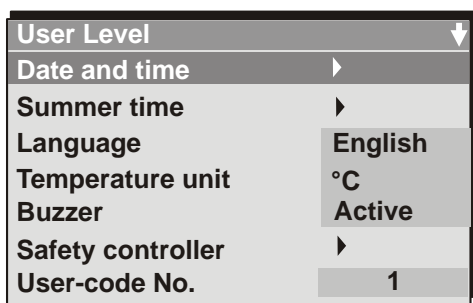 User Level
Date and time
Summer time
Language English
Temperature unit °C
Buzzer Active
Safety controller
User-code No. 1